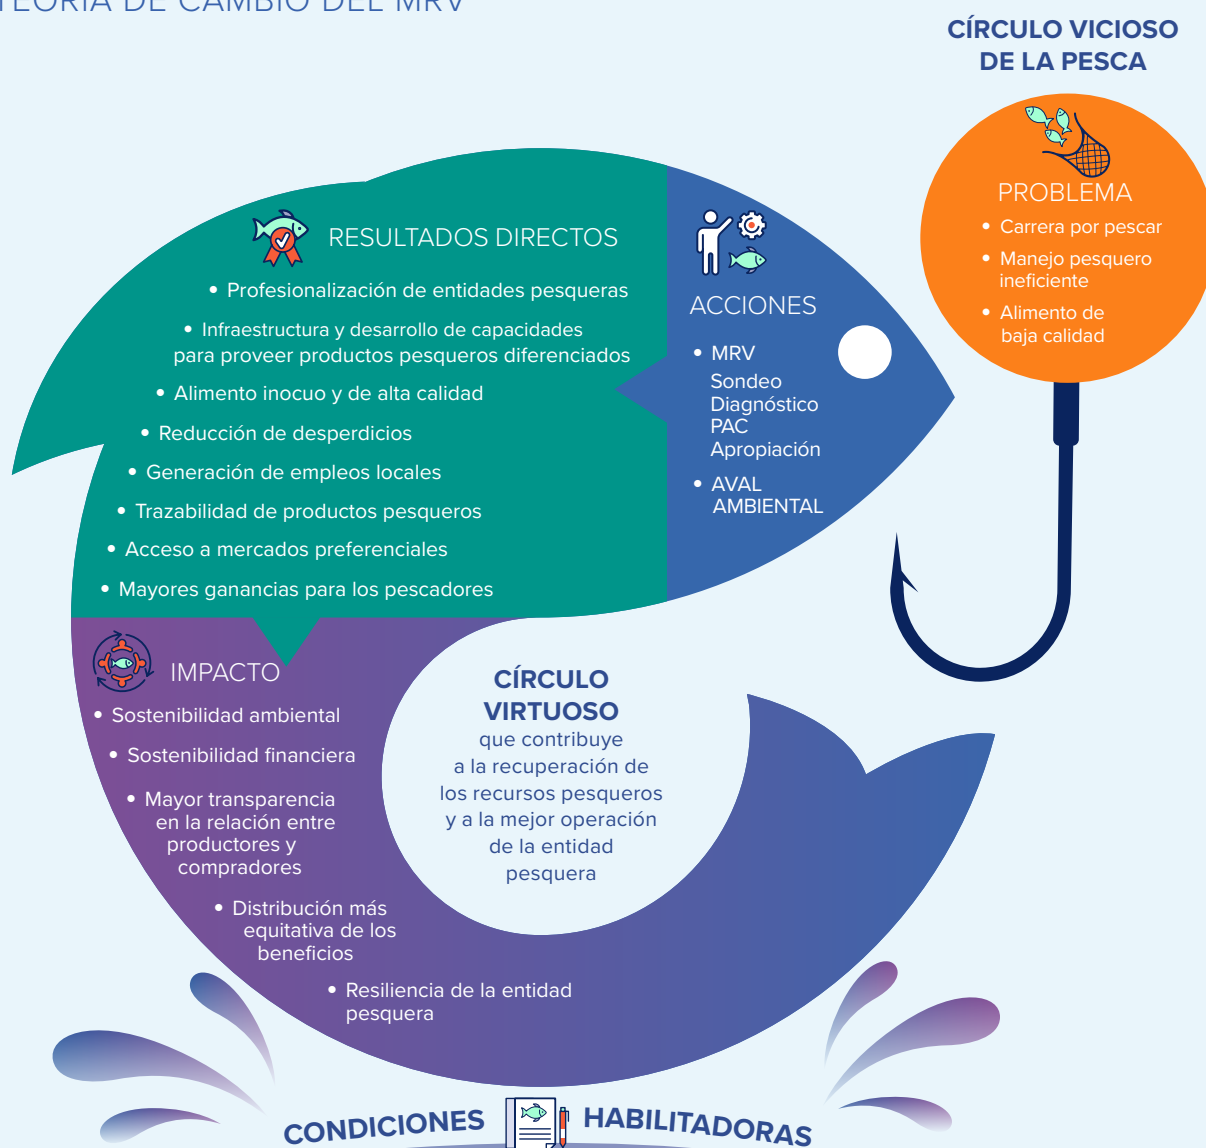 TEORÍA DE CAMBIO DEL MRV
CÍRCULO VICIOSO
DE LA PESCA
PROBLEMA
• Carrera por pescar
• Manejo pesquero
ineficiente
• Alimento de
baja calidad
ACCIONES
• MRV
Sondeo
Diagnóstico
PAC
Apropiación
• AVAL
AMBIENTAL
RESULTADOS DIRECTOS
• Profesionalización de entidades pesqueras
• Infraestructura y desarrollo de capacidades
para proveer productos pesqueros diferenciados
• Alimento inocuo y de alta calidad
• Reducción de desperdicios
• Generación de empleos locales
• Trazabilidad de productos pesqueros
• Acceso a mercados preferenciales
• Mayores ganancias para los pescadores
IMPACTO
• Sostenibilidad ambiental
• Sostenibilidad financiera
• Mayor transparencia
en la relación entre
productores y
compradores
• Distribución más
equitativa de los
beneficios
• Resiliencia de la entidad
pesquera
CÍRCULO
VIRTUOSO
que contribuye
a la recuperación de
los recursos pesqueros
y a la mejor operación
de la entidad
pesquera
CONDICIONES HABILITADORAS